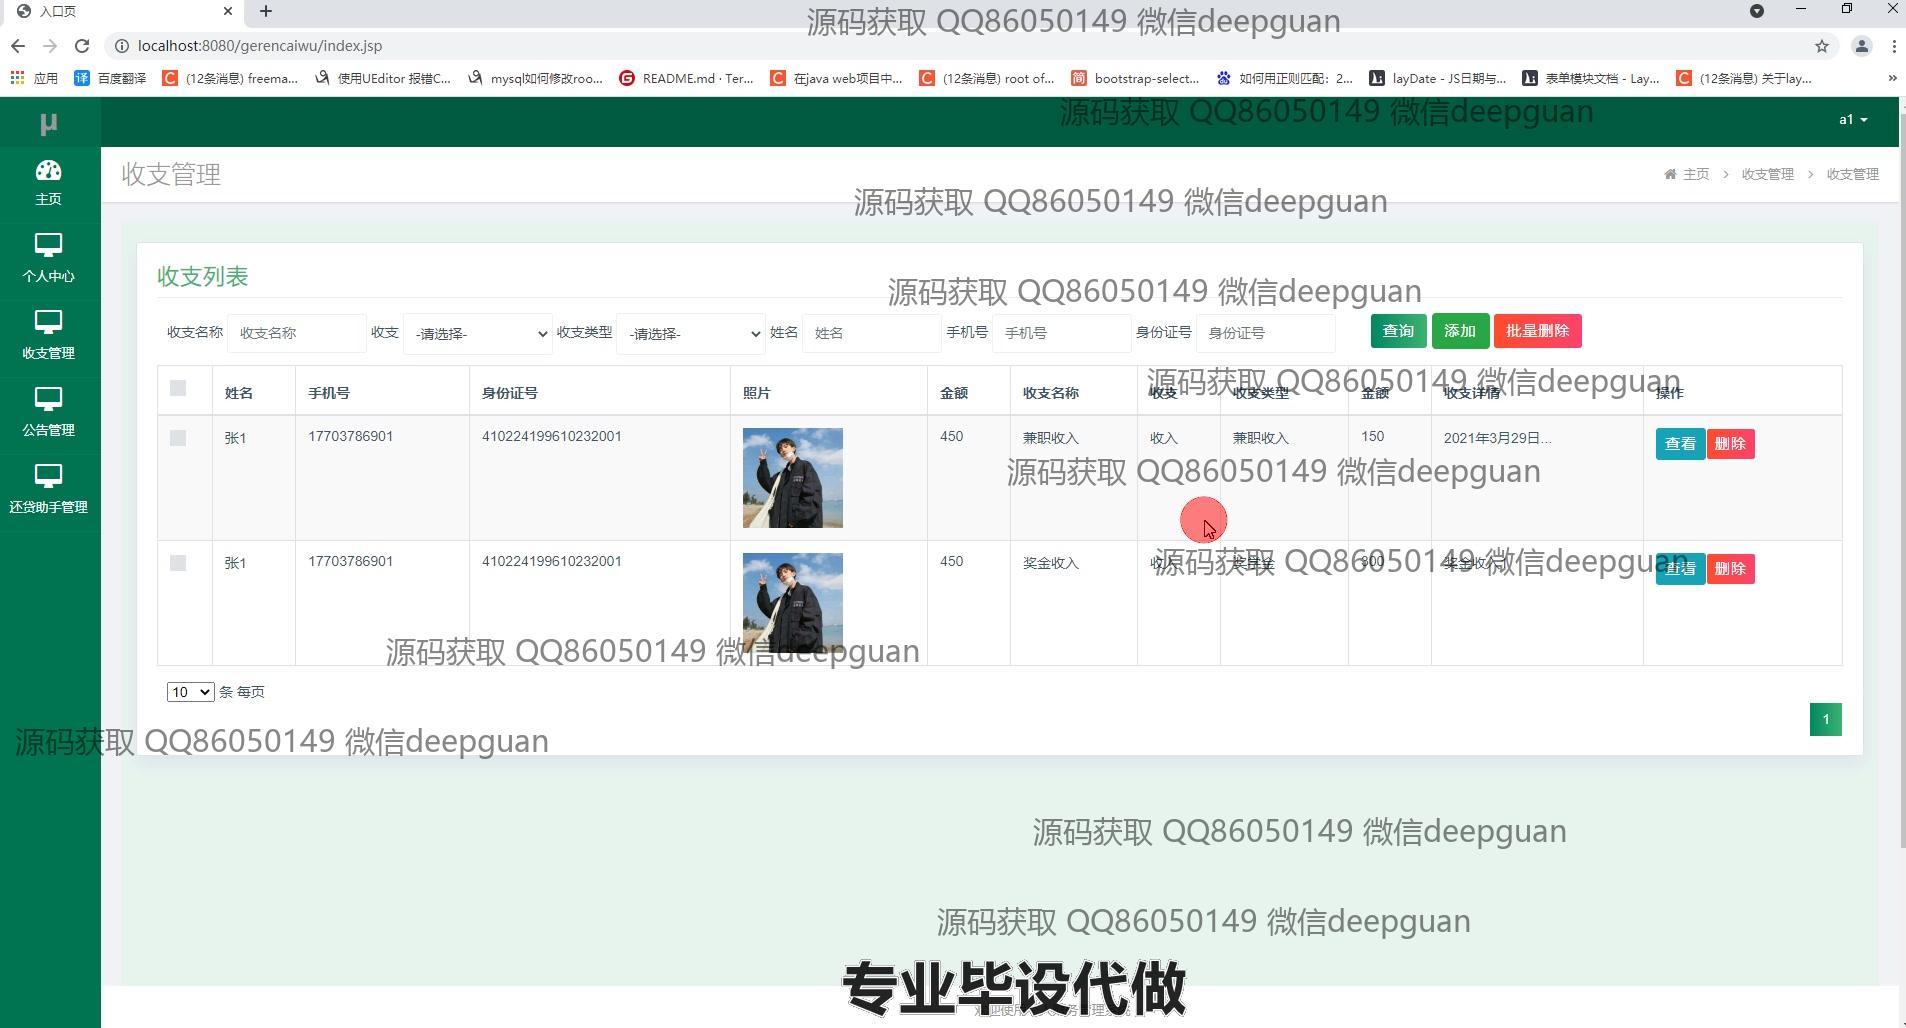 入口页
源码获取 QQ86050149 微信deepguan
localhost:8080/gerencaiwu/index.jsp
应用 百度翻译 (12条消息) freema... 使用UEditor 报错C... mysql如何修改roo... README.md · Ter... 在java web项目中... (12条消息) root of... bootstrap-select... 如何用正则匹配：2... layDate - JS日期与... 表单模块文档 - Lay... (12条消息) 关于lay... »
源码获取 QQ86050149 微信deepguan
μ
a1
主页
收支管理
主页 > 收支管理 > 收支管理
源码获取 QQ86050149 微信deepguan
个人中心
收支列表
源码获取 QQ86050149 微信deepguan
收支管理
收支名称 收支名称 收支 -请选择- 收支类型 -请选择- 姓名 姓名 手机号 手机号 身份证号 身份证号 查询 添加 批量删除
源码获取 QQ86050149 微信deepguan
姓名 手机号 身份证号 照片 金额 收支名称 收支 收支类型 金额 收支详情 操作
公告管理
张1 17703786901 410224199610232001 450 兼职收入 收入 兼职收入 150 2021年3月29日... 查看 删除
源码获取 QQ86050149 微信deepguan
还贷助手管理
张1 17703786901 410224199610232001 450 奖金收入 收入 奖学金 300 奖金收入 查看 删除
源码获取 QQ86050149 微信deepguan
源码获取 QQ86050149 微信deepguan
10 条 每页
1
源码获取 QQ86050149 微信deepguan
源码获取 QQ86050149 微信deepguan
源码获取 QQ86050149 微信deepguan
专业毕设代做